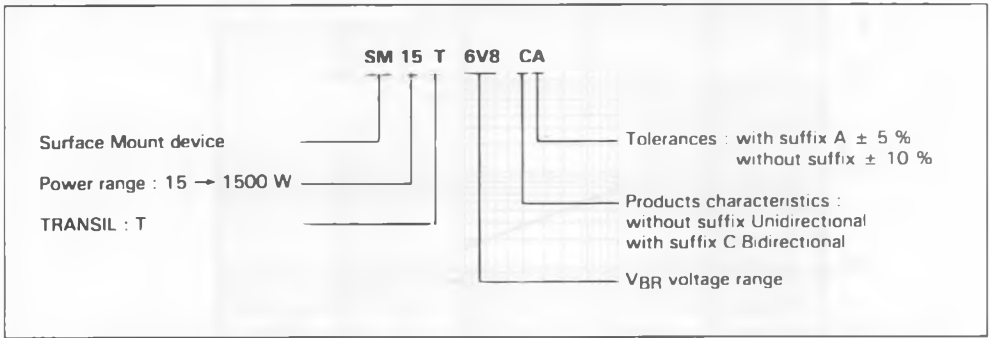 SM 15 T 6V8 CA
Surface Mount device
Power range : 15 → 1500 W
TRANSIL : T
Tolerances : with suffix A ± 5 %
without suffix ± 10 %
Products characteristics :
without suffix Unidirectional
with suffix C Bidirectional
VBR voltage range